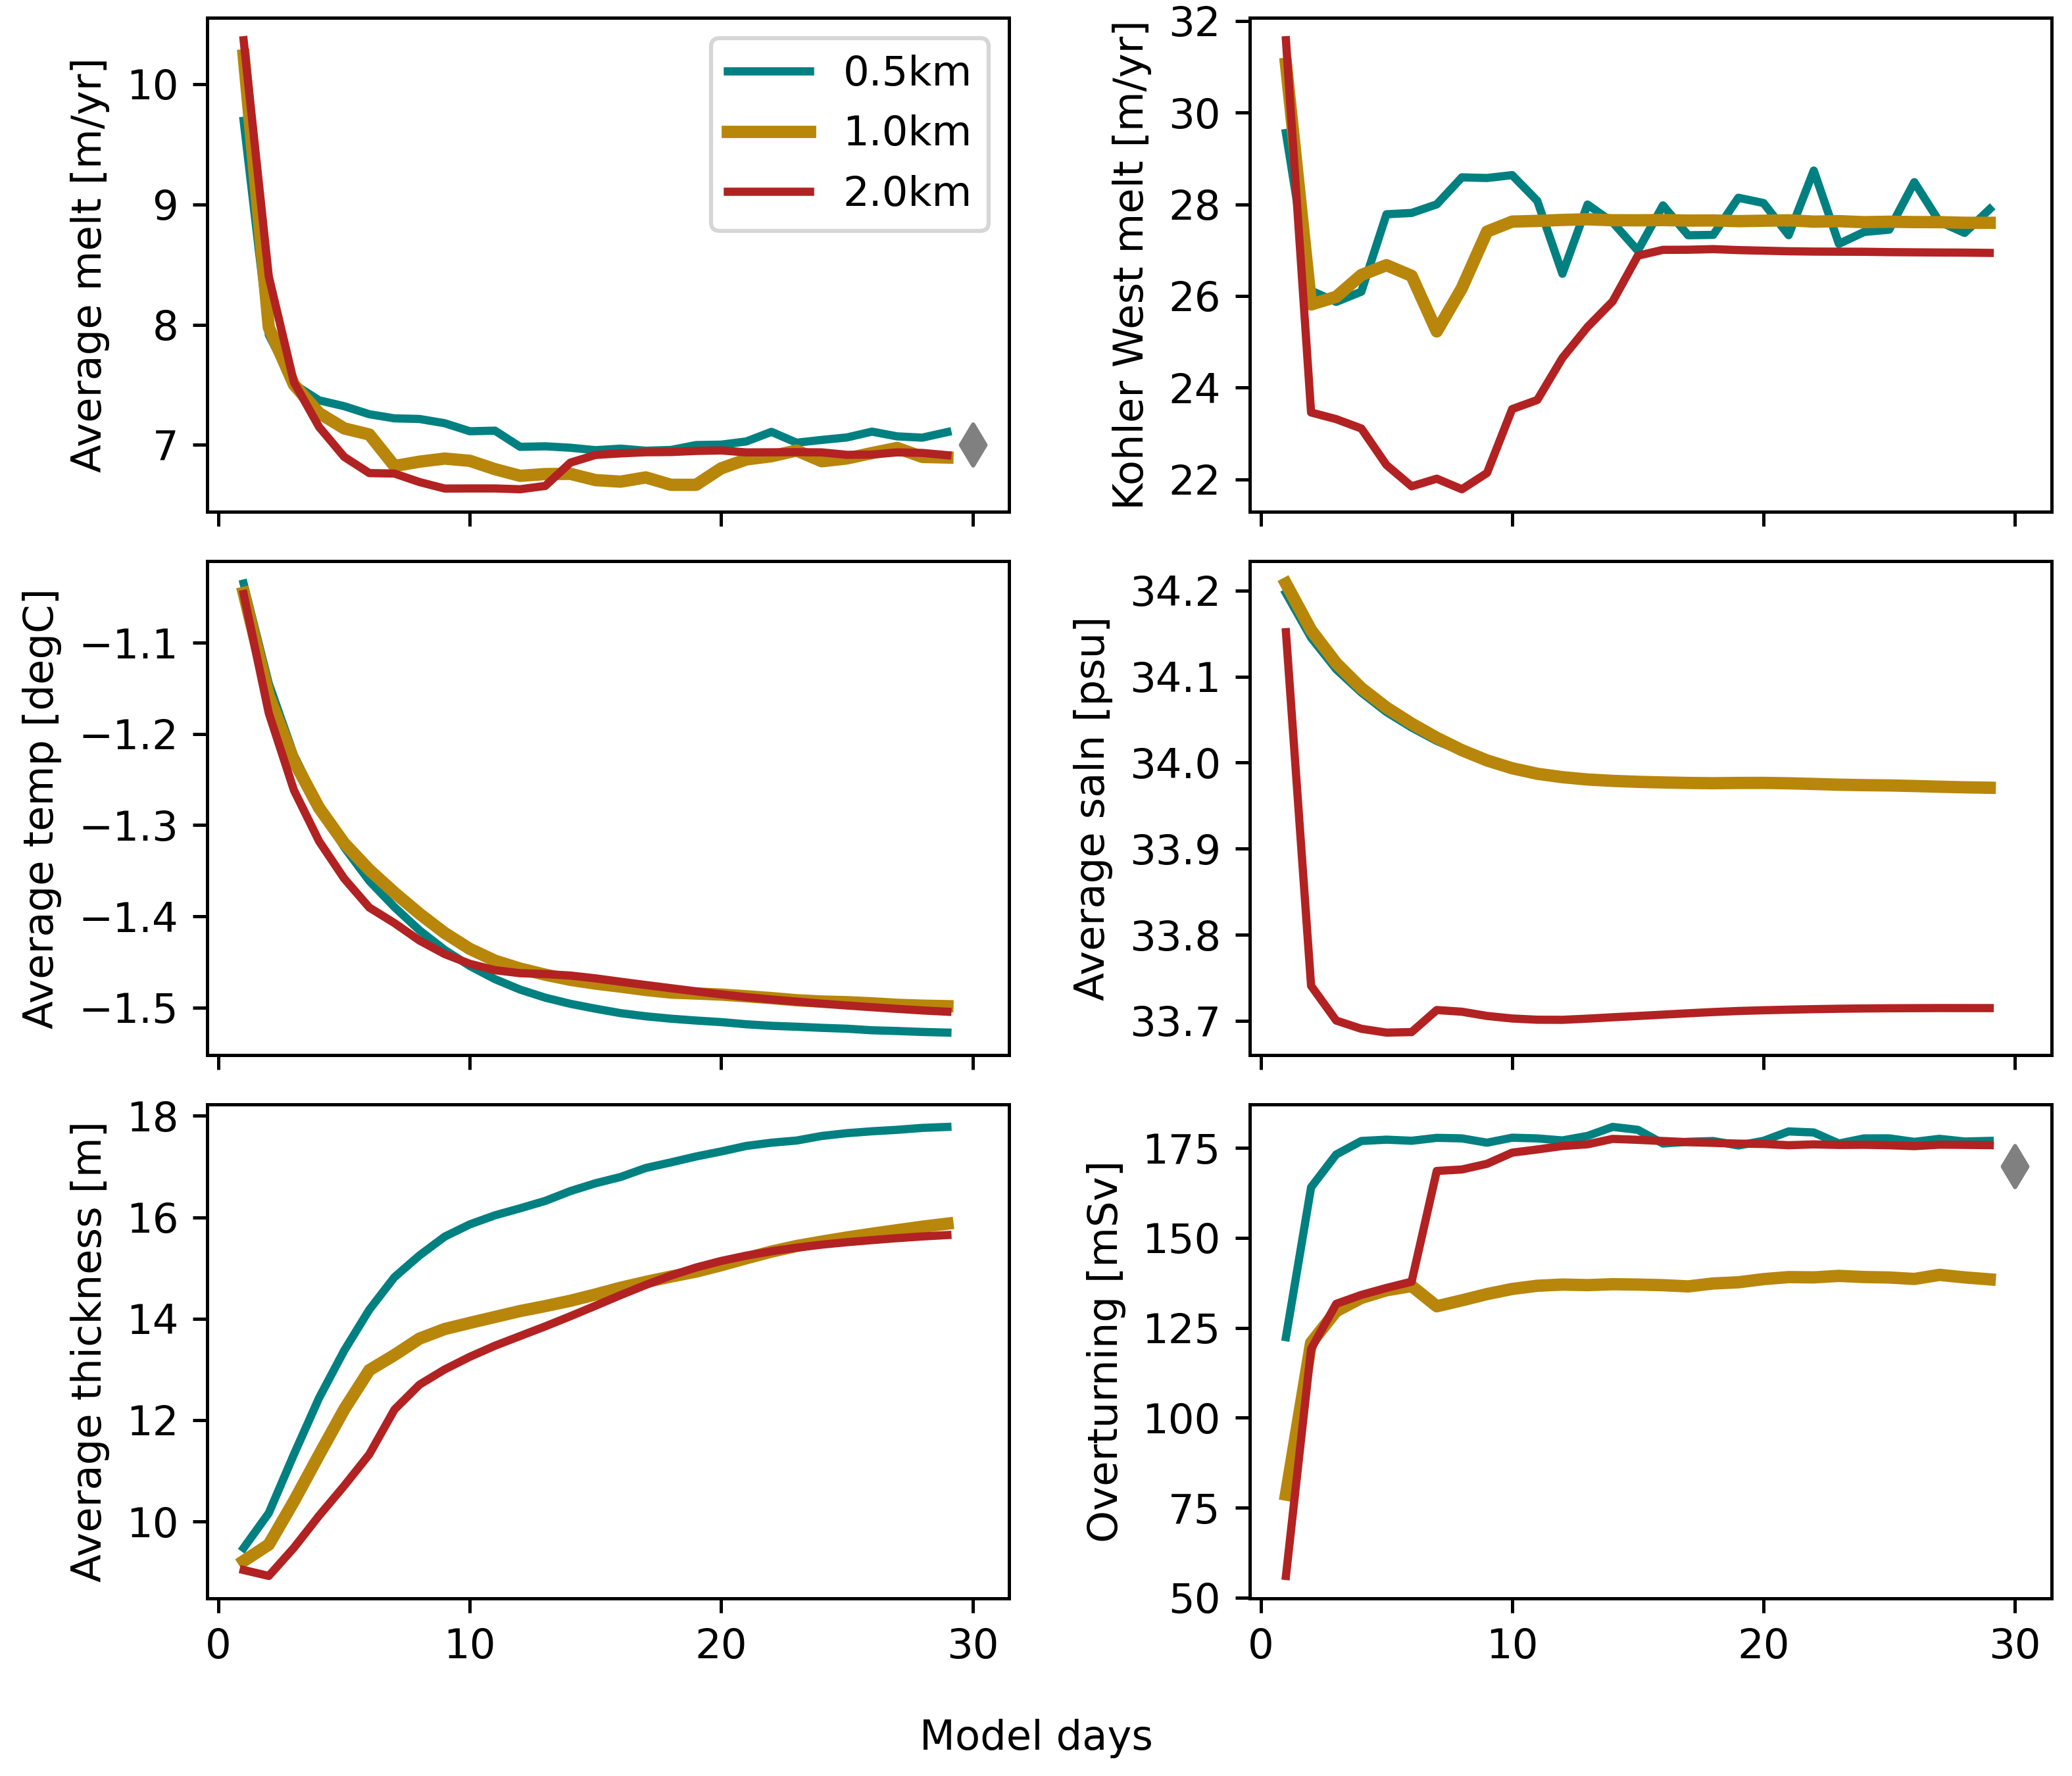 Average melt [m/yr]
10
9
8
7
0.5km
1.0km
2.0km
Kohler West melt [m/yr]
32
30
28
26
24
22
Average temp [degC]
−1.1
−1.2
−1.3
−1.4
−1.5
Average saln [psu]
34.2
34.1
34.0
33.9
33.8
33.7
Average thickness [m]
18
16
14
12
10
0 10 20 30
Overturning [mSv]
175
150
125
100
75
50
0 10 20 30
Model days